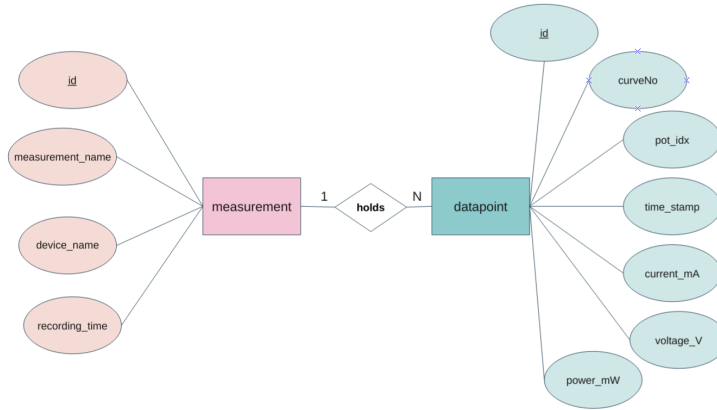 id
id
curveNo
pot_idx
measurement_name
measurement
1
holds
N
datapoint
time_stamp
device_name
current_mA
recording_time
voltage_V
power_mW